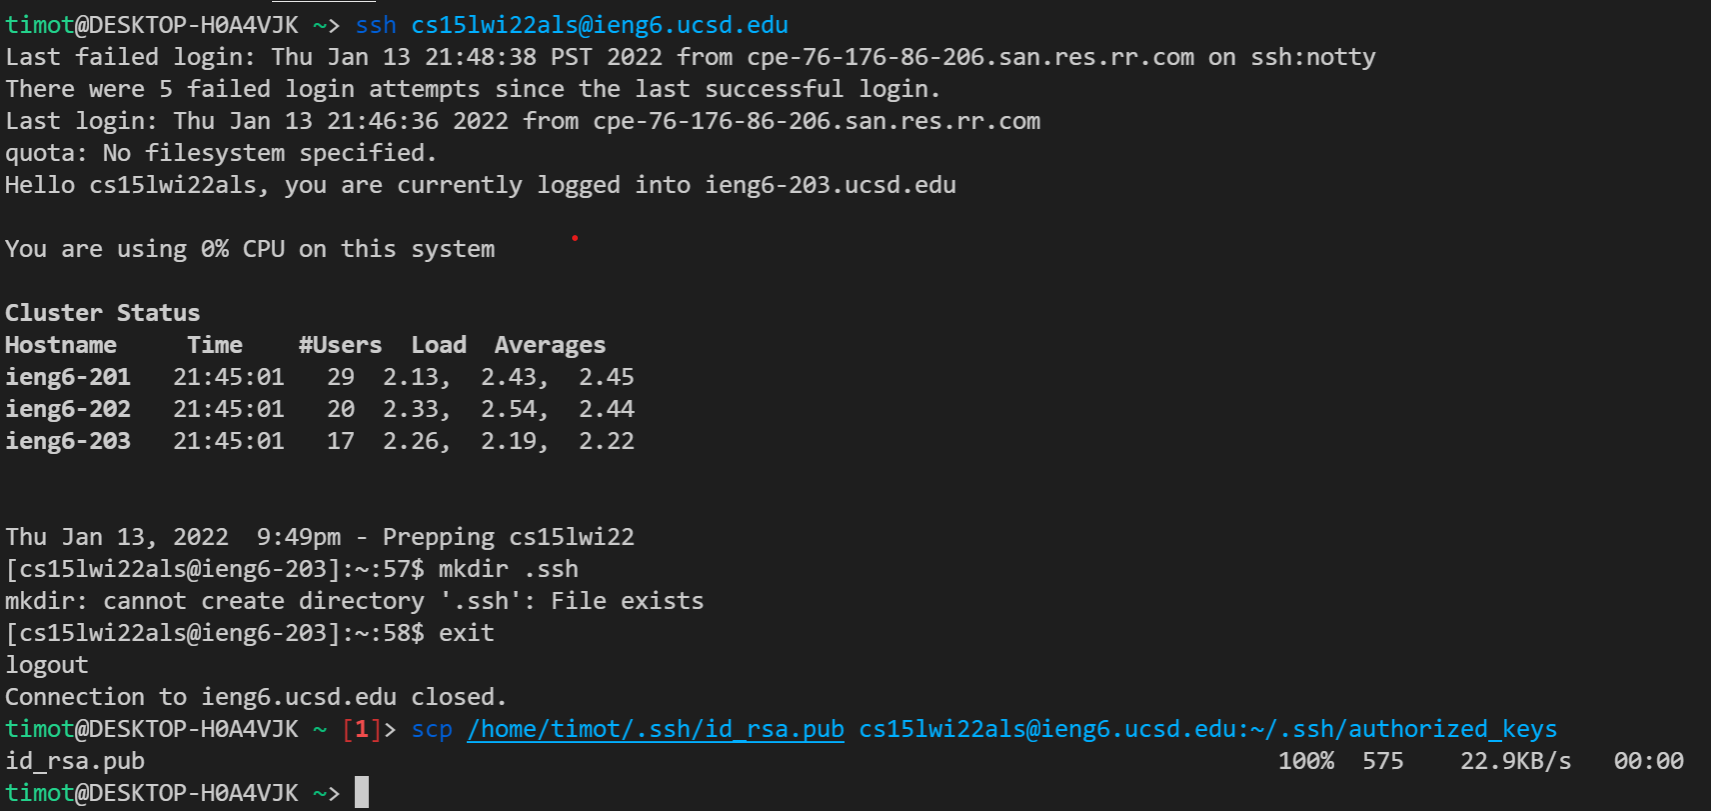 timot@DESKTOP-H0A4VJK ~> ssh cs15lwi22als@ieng6.ucsd.edu
Last failed login: Thu Jan 13 21:48:38 PST 2022 from cpe-76-176-86-206.san.res.rr.com on ssh:notty
There were 5 failed login attempts since the last successful login.
Last login: Thu Jan 13 21:46:36 2022 from cpe-76-176-86-206.san.res.rr.com
quota: No filesystem specified.
Hello cs15lwi22als, you are currently logged into ieng6-203.ucsd.edu
You are using 0% CPU on this system
Cluster Status
Hostname     Time    #Users  Load  Averages
ieng6-201   21:45:01   29  2.13,  2.43,  2.45
ieng6-202   21:45:01   20  2.33,  2.54,  2.44
ieng6-203   21:45:01   17  2.26,  2.19,  2.22
Thu Jan 13, 2022  9:49pm - Prepping cs15lwi22
[cs15lwi22als@ieng6-203]:~:57$ mkdir .ssh
mkdir: cannot create directory '.ssh': File exists
[cs15lwi22als@ieng6-203]:~:58$ exit
logout
Connection to ieng6.ucsd.edu closed.
timot@DESKTOP-H0A4VJK ~ [1]> scp /home/timot/.ssh/id_rsa.pub cs15lwi22als@ieng6.ucsd.edu:~/.ssh/authorized_keys
id_rsa.pub 100%  575    22.9KB/s   00:00
timot@DESKTOP-H0A4VJK ~>